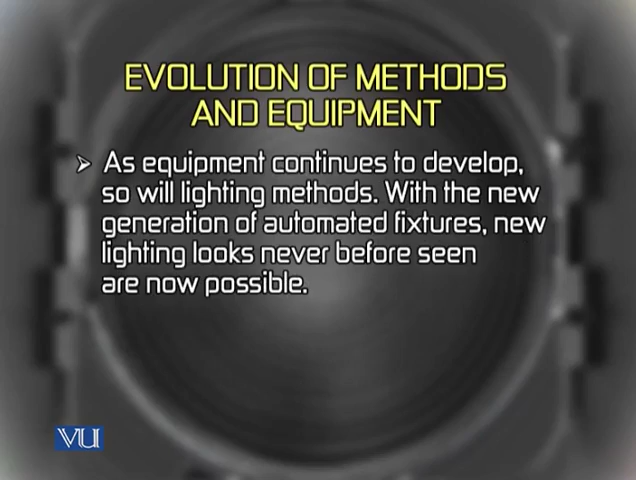 EVOLUTION OF METHODS
AND EQUIPMENT
➢ As equipment continues to develop,
so will lighting methods. With the new
generation of automated fixtures, new
lighting looks never before seen
are now possible.
VU